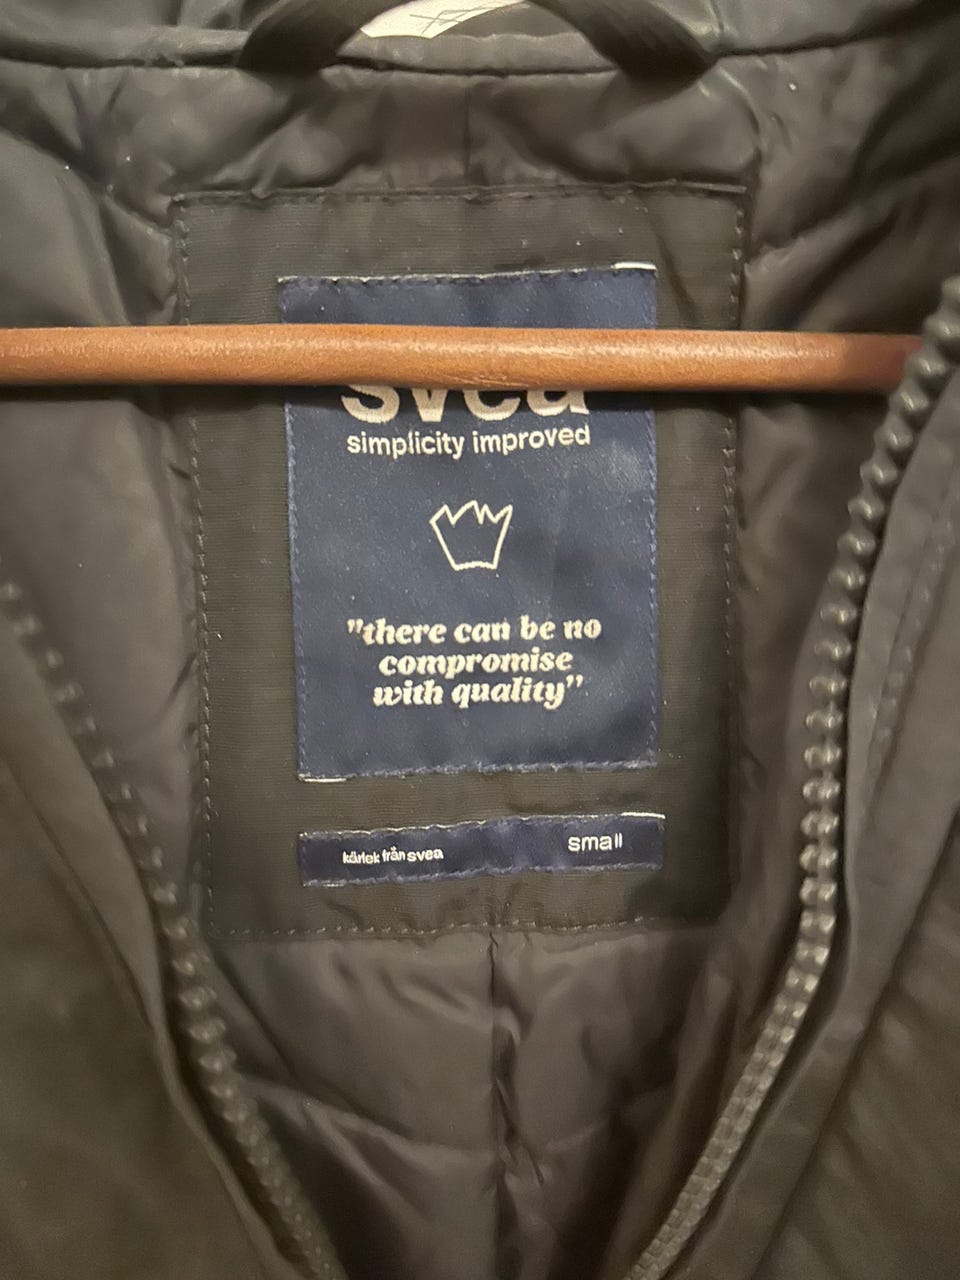 svea
simplicity improved
"there can be no
compromise
with quality"
kärlek från svea
small